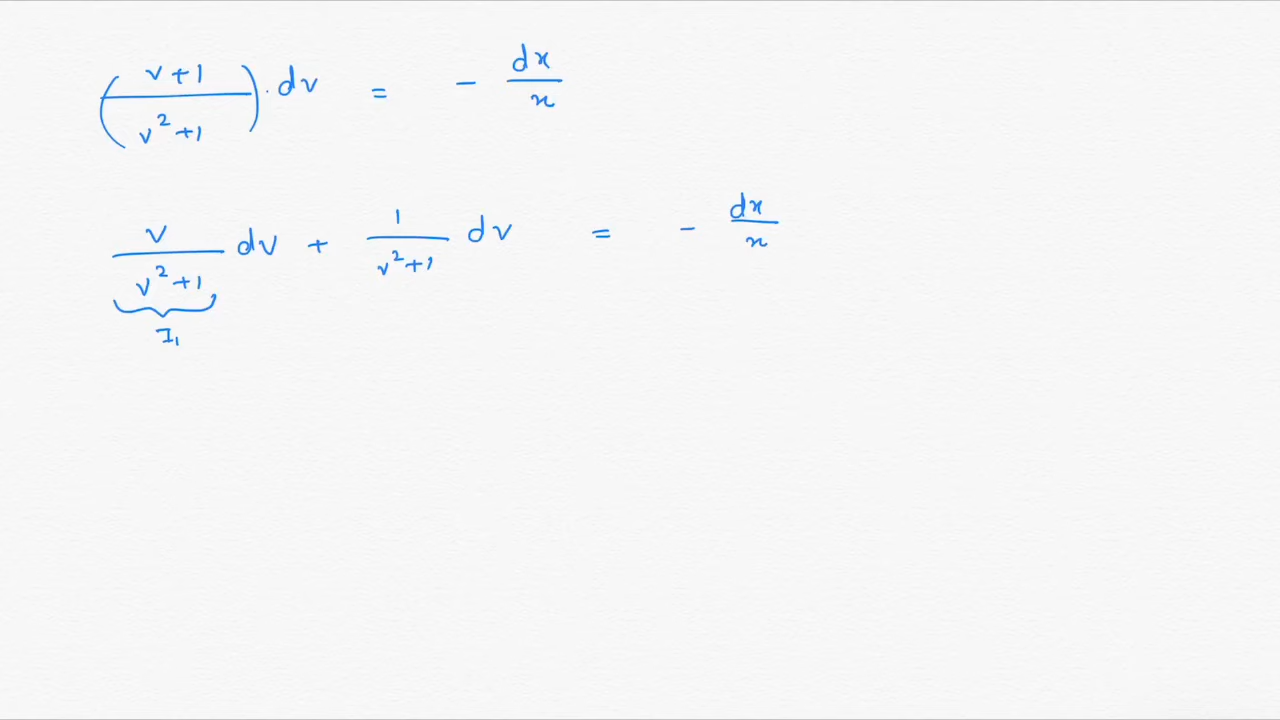 (v+1 / v²+1) · dv = - dx/x
v / v²+1 dv + 1 / v²+1 dv = - dx/x
I₁